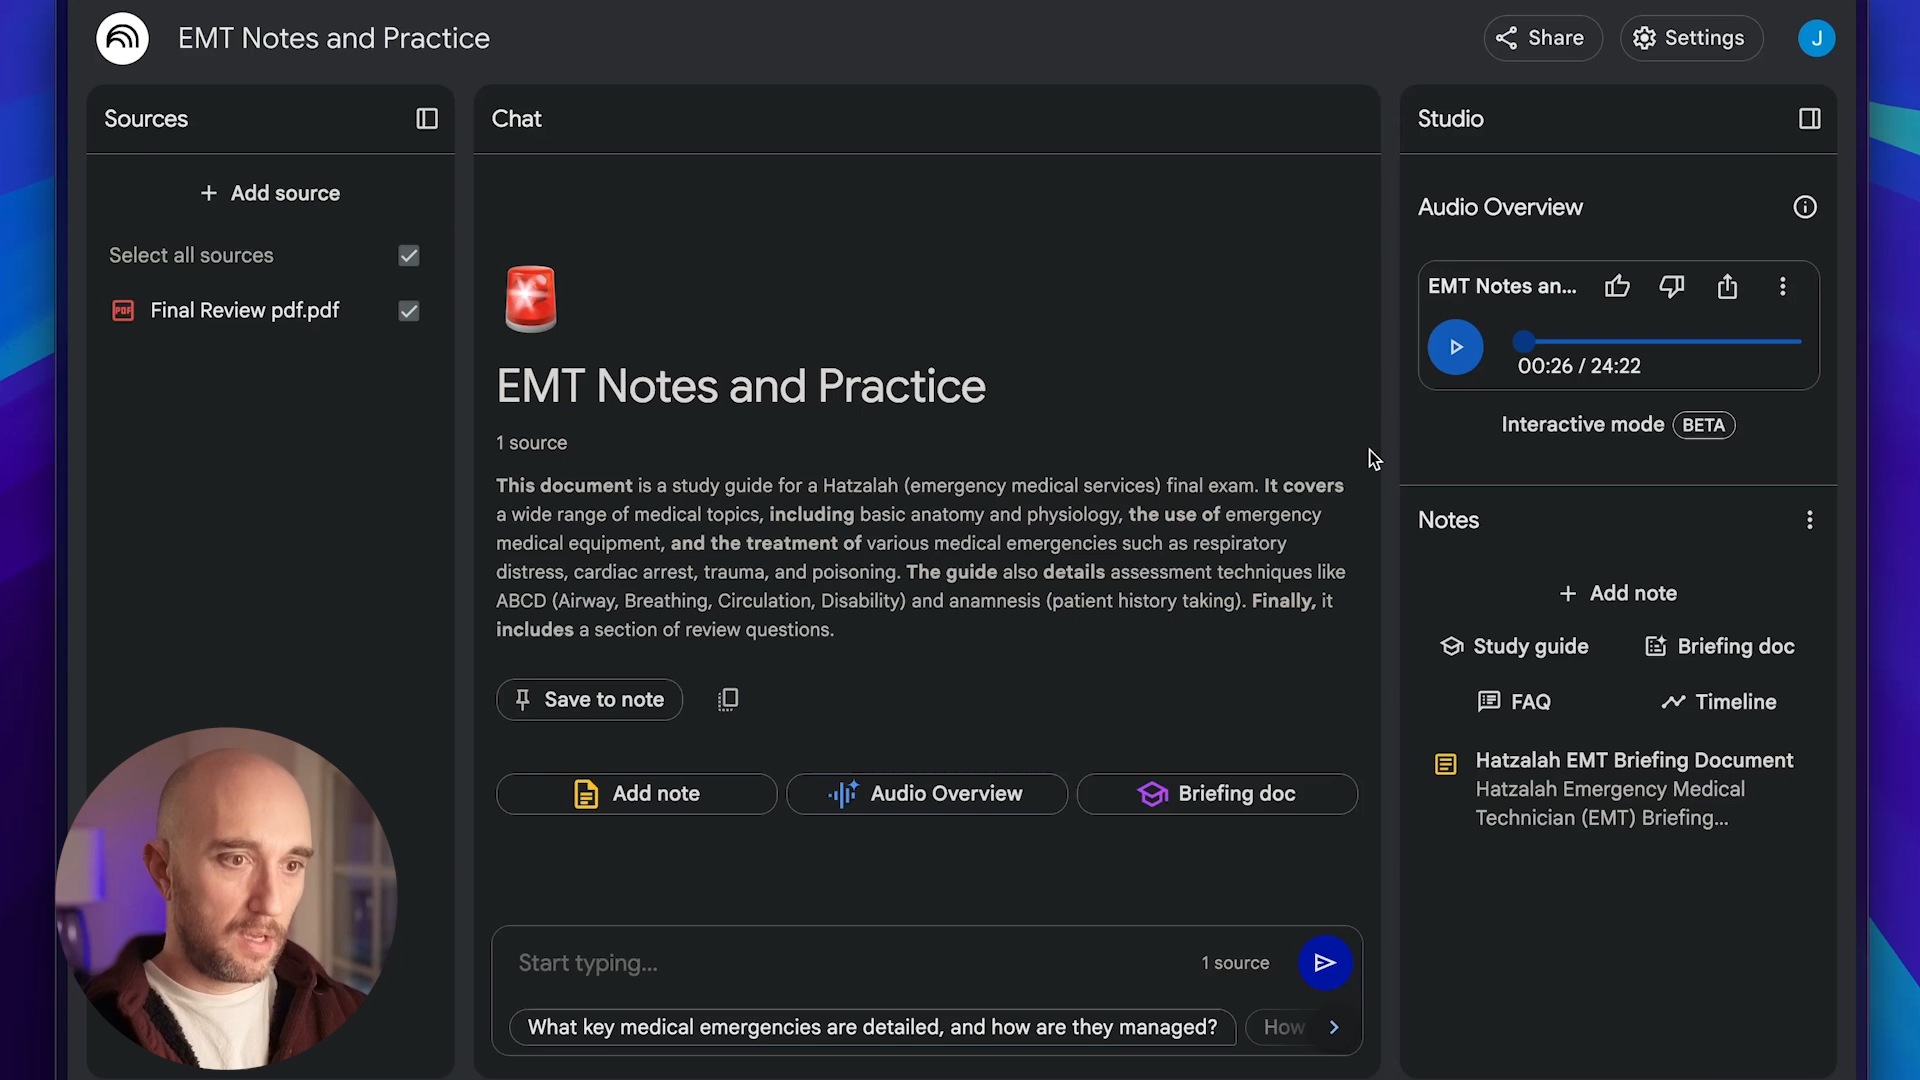 EMT Notes and Practice
Share
Settings
J
Sources
Add source
Select all sources
PDF
Final Review pdf.pdf
Chat
EMT Notes and Practice
1 source
This document is a study guide for a Hatzalah (emergency medical services) final exam. It covers
a wide range of medical topics, including basic anatomy and physiology, the use of emergency
medical equipment, and the treatment of various medical emergencies such as respiratory
distress, cardiac arrest, trauma, and poisoning. The guide also details assessment techniques like
ABCD (Airway, Breathing, Circulation, Disability) and anamnesis (patient history taking). Finally, it
includes a section of review questions.
Save to note
Add note
Audio Overview
Briefing doc
Start typing...
1 source
What key medical emergencies are detailed, and how are they managed?
How
Studio
Audio Overview
EMT Notes an...
00:26 / 24:22
Interactive mode BETA
Notes
Add note
Study guide
Briefing doc
FAQ
Timeline
Hatzalah EMT Briefing Document
Hatzalah Emergency Medical
Technician (EMT) Briefing...